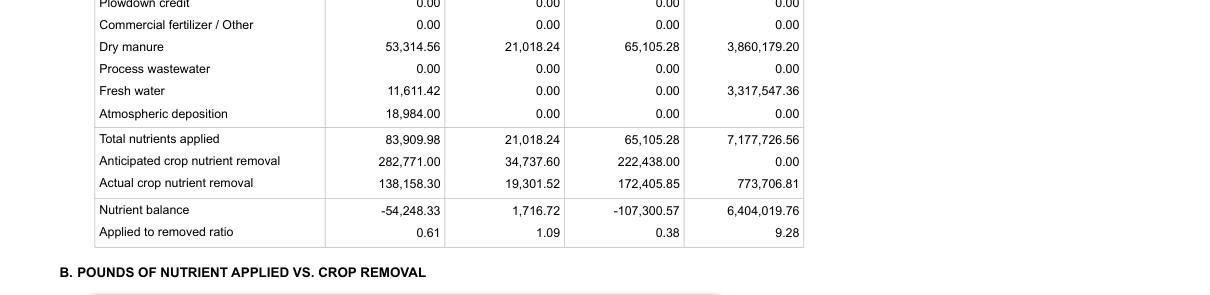 Plowdown credit 0.00 0.00 0.00 0.00
Commercial fertilizer / Other 0.00 0.00 0.00 0.00
Dry manure 53,314.56 21,018.24 65,105.28 3,860,179.20
Process wastewater 0.00 0.00 0.00 0.00
Fresh water 11,611.42 0.00 0.00 3,317,547.36
Atmospheric deposition 18,984.00 0.00 0.00 0.00
Total nutrients applied 83,909.98 21,018.24 65,105.28 7,177,726.56
Anticipated crop nutrient removal 282,771.00 34,737.60 222,438.00 0.00
Actual crop nutrient removal 138,158.30 19,301.52 172,405.85 773,706.81
Nutrient balance -54,248.33 1,716.72 -107,300.57 6,404,019.76
Applied to removed ratio 0.61 1.09 0.38 9.28
B. POUNDS OF NUTRIENT APPLIED VS. CROP REMOVAL